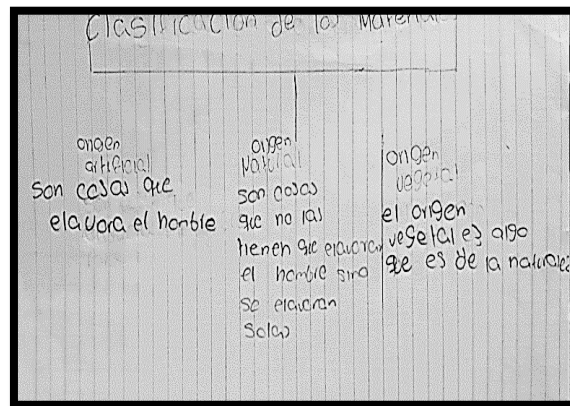 Clasificacion de los Materiales
origen
artificial
son cosas que
elavora el honbre
origen
Natural
son cosas
que no las
tienen que elavorar
el hombre sino
se elavoran
solas
origen
vegetal
el origen
vegetal es algo
que es de la naturaleza